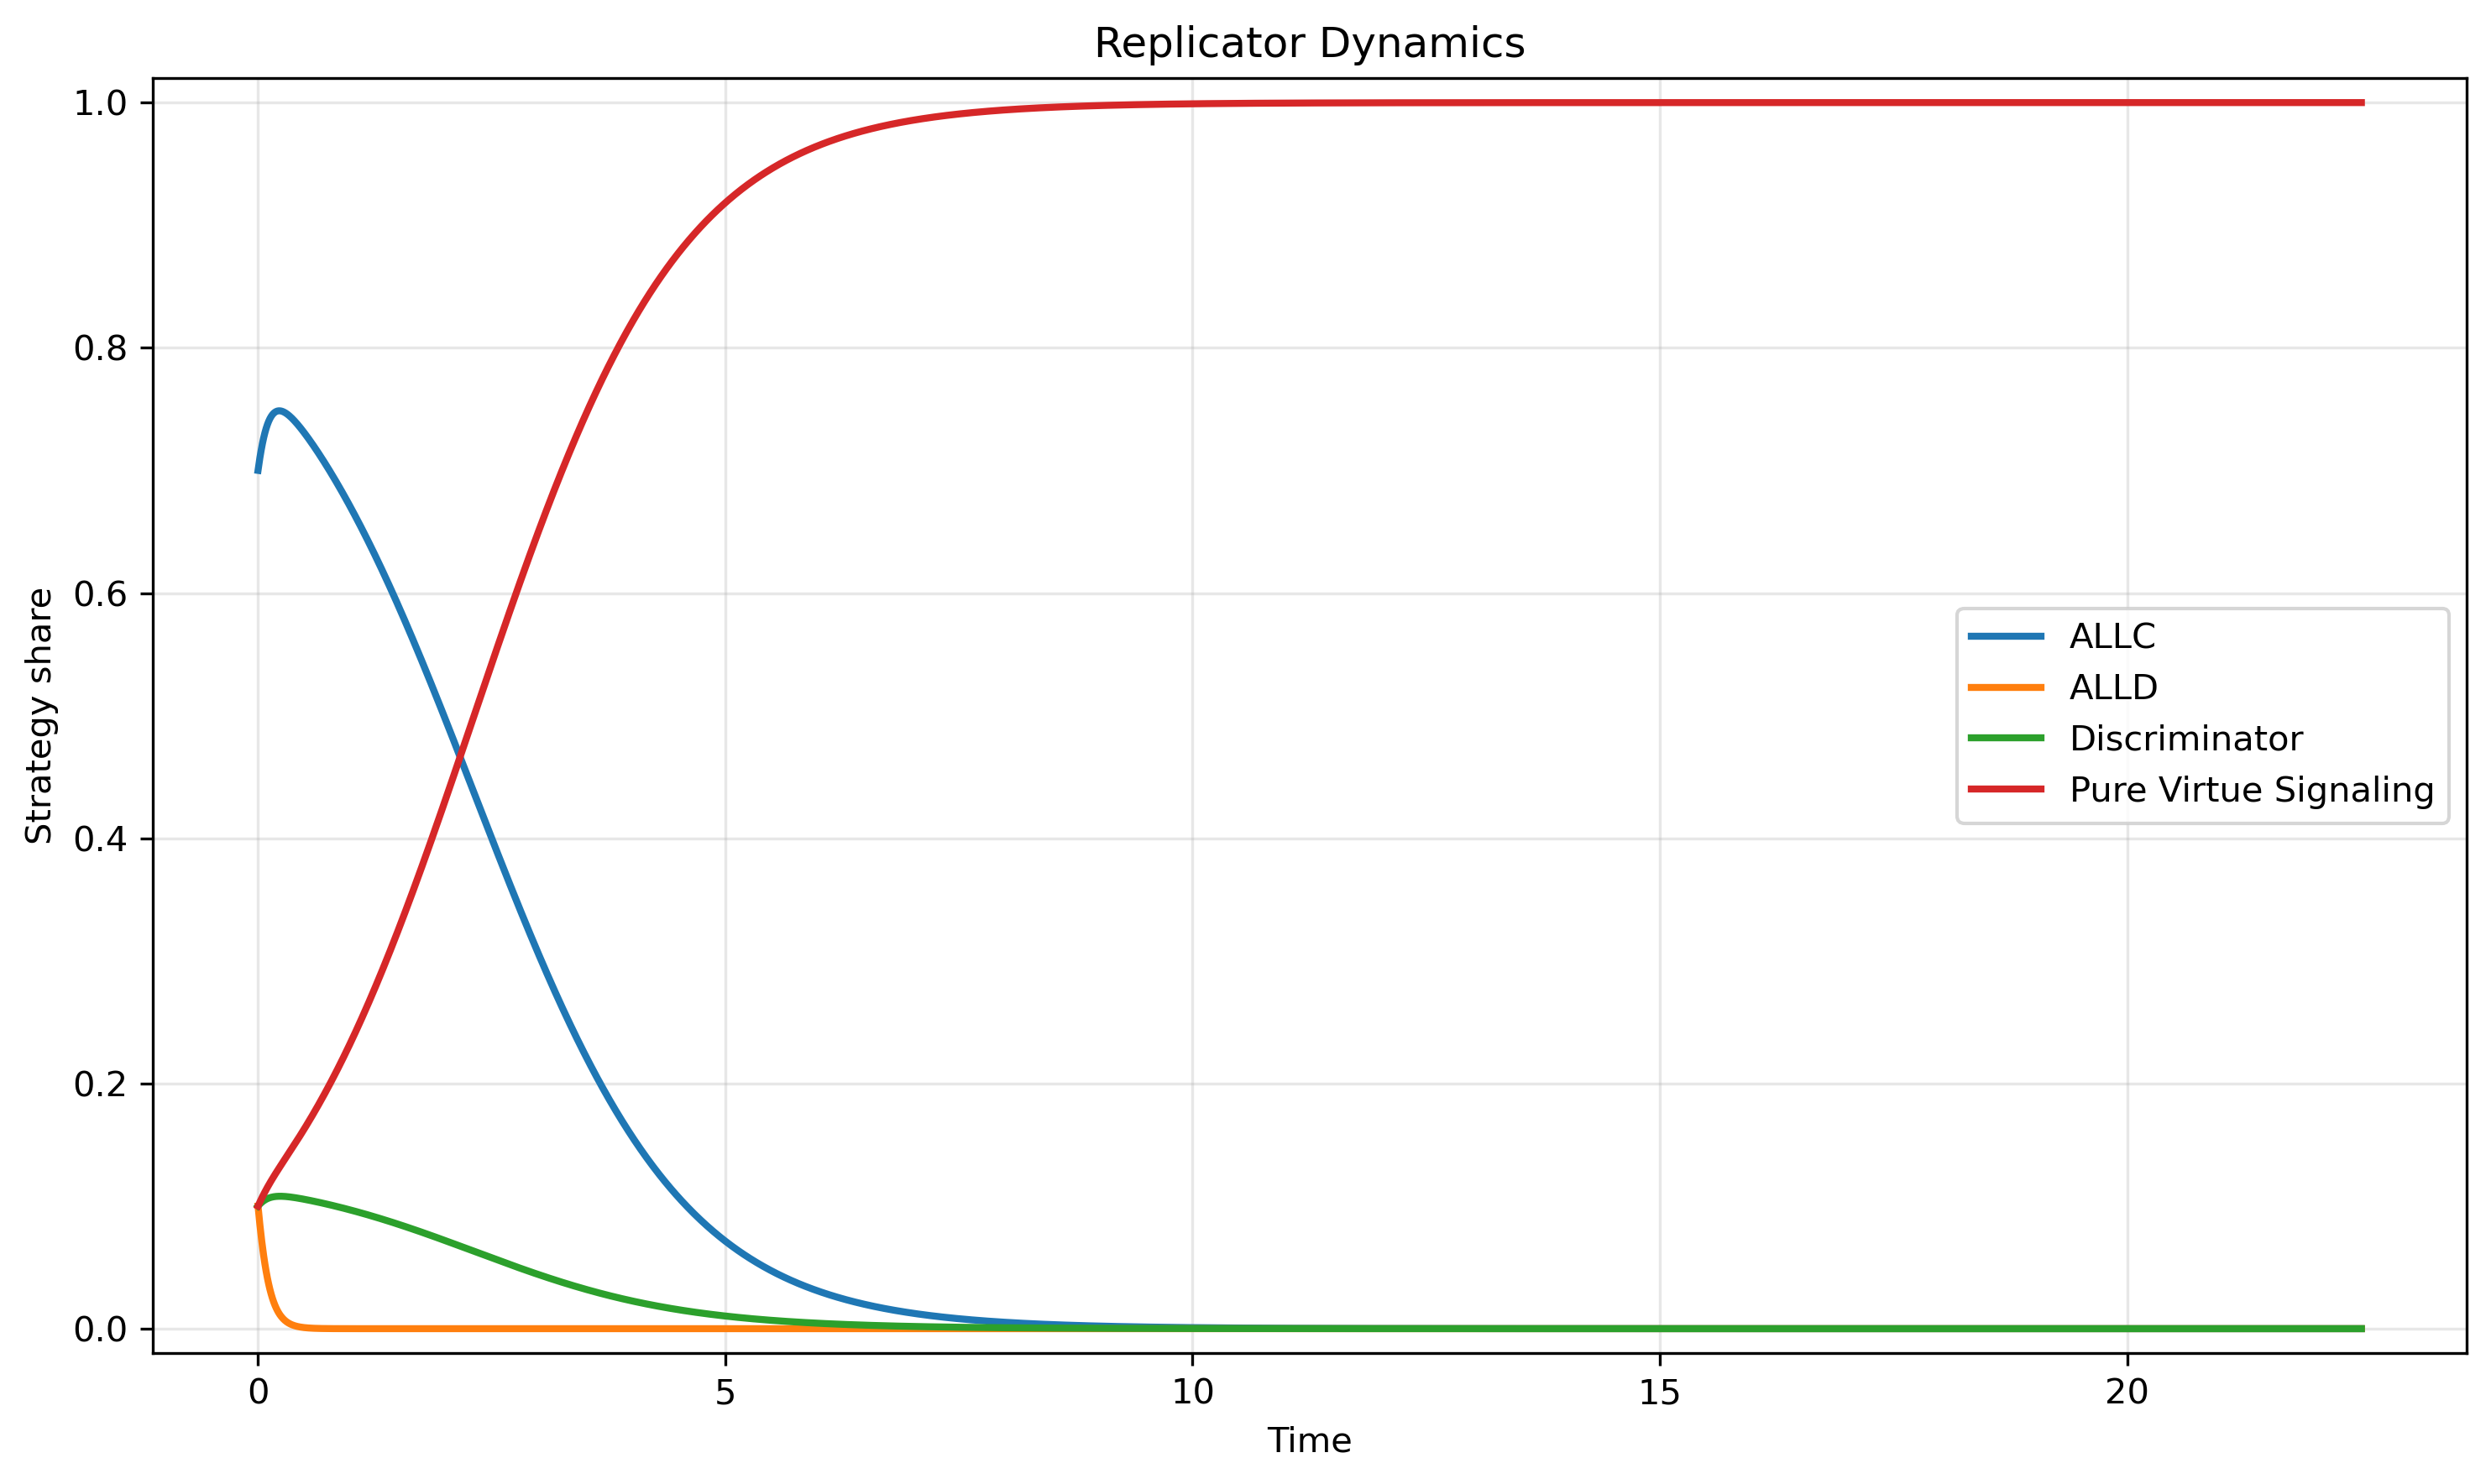 Replicator Dynamics
Strategy share
1.0
0.8
0.6
0.4
0.2
0.0
ALLC
ALLD
Discriminator
Pure Virtue Signaling
0 5 10 15 20
Time